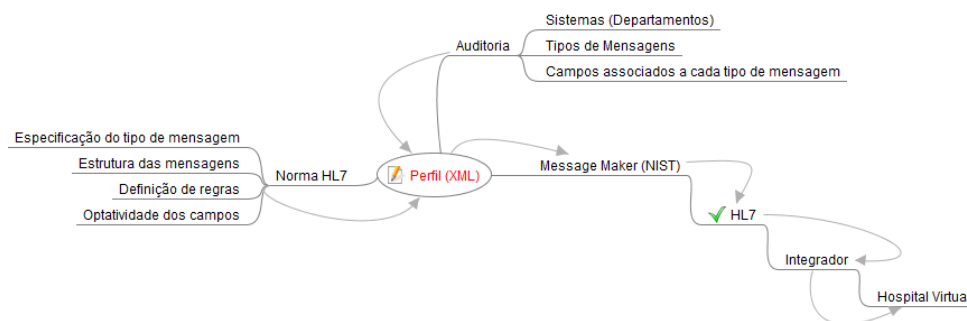 Sistemas (Departamentos)
Auditoria
Tipos de Mensagens
Campos associados a cada tipo de mensagem
Especificação do tipo de mensagem
Estrutura das mensagens
Norma HL7
Definição de regras
Optatividade dos campos
Perfil (XML)
Message Maker (NIST)
HL7
Integrador
Hospital Virtua